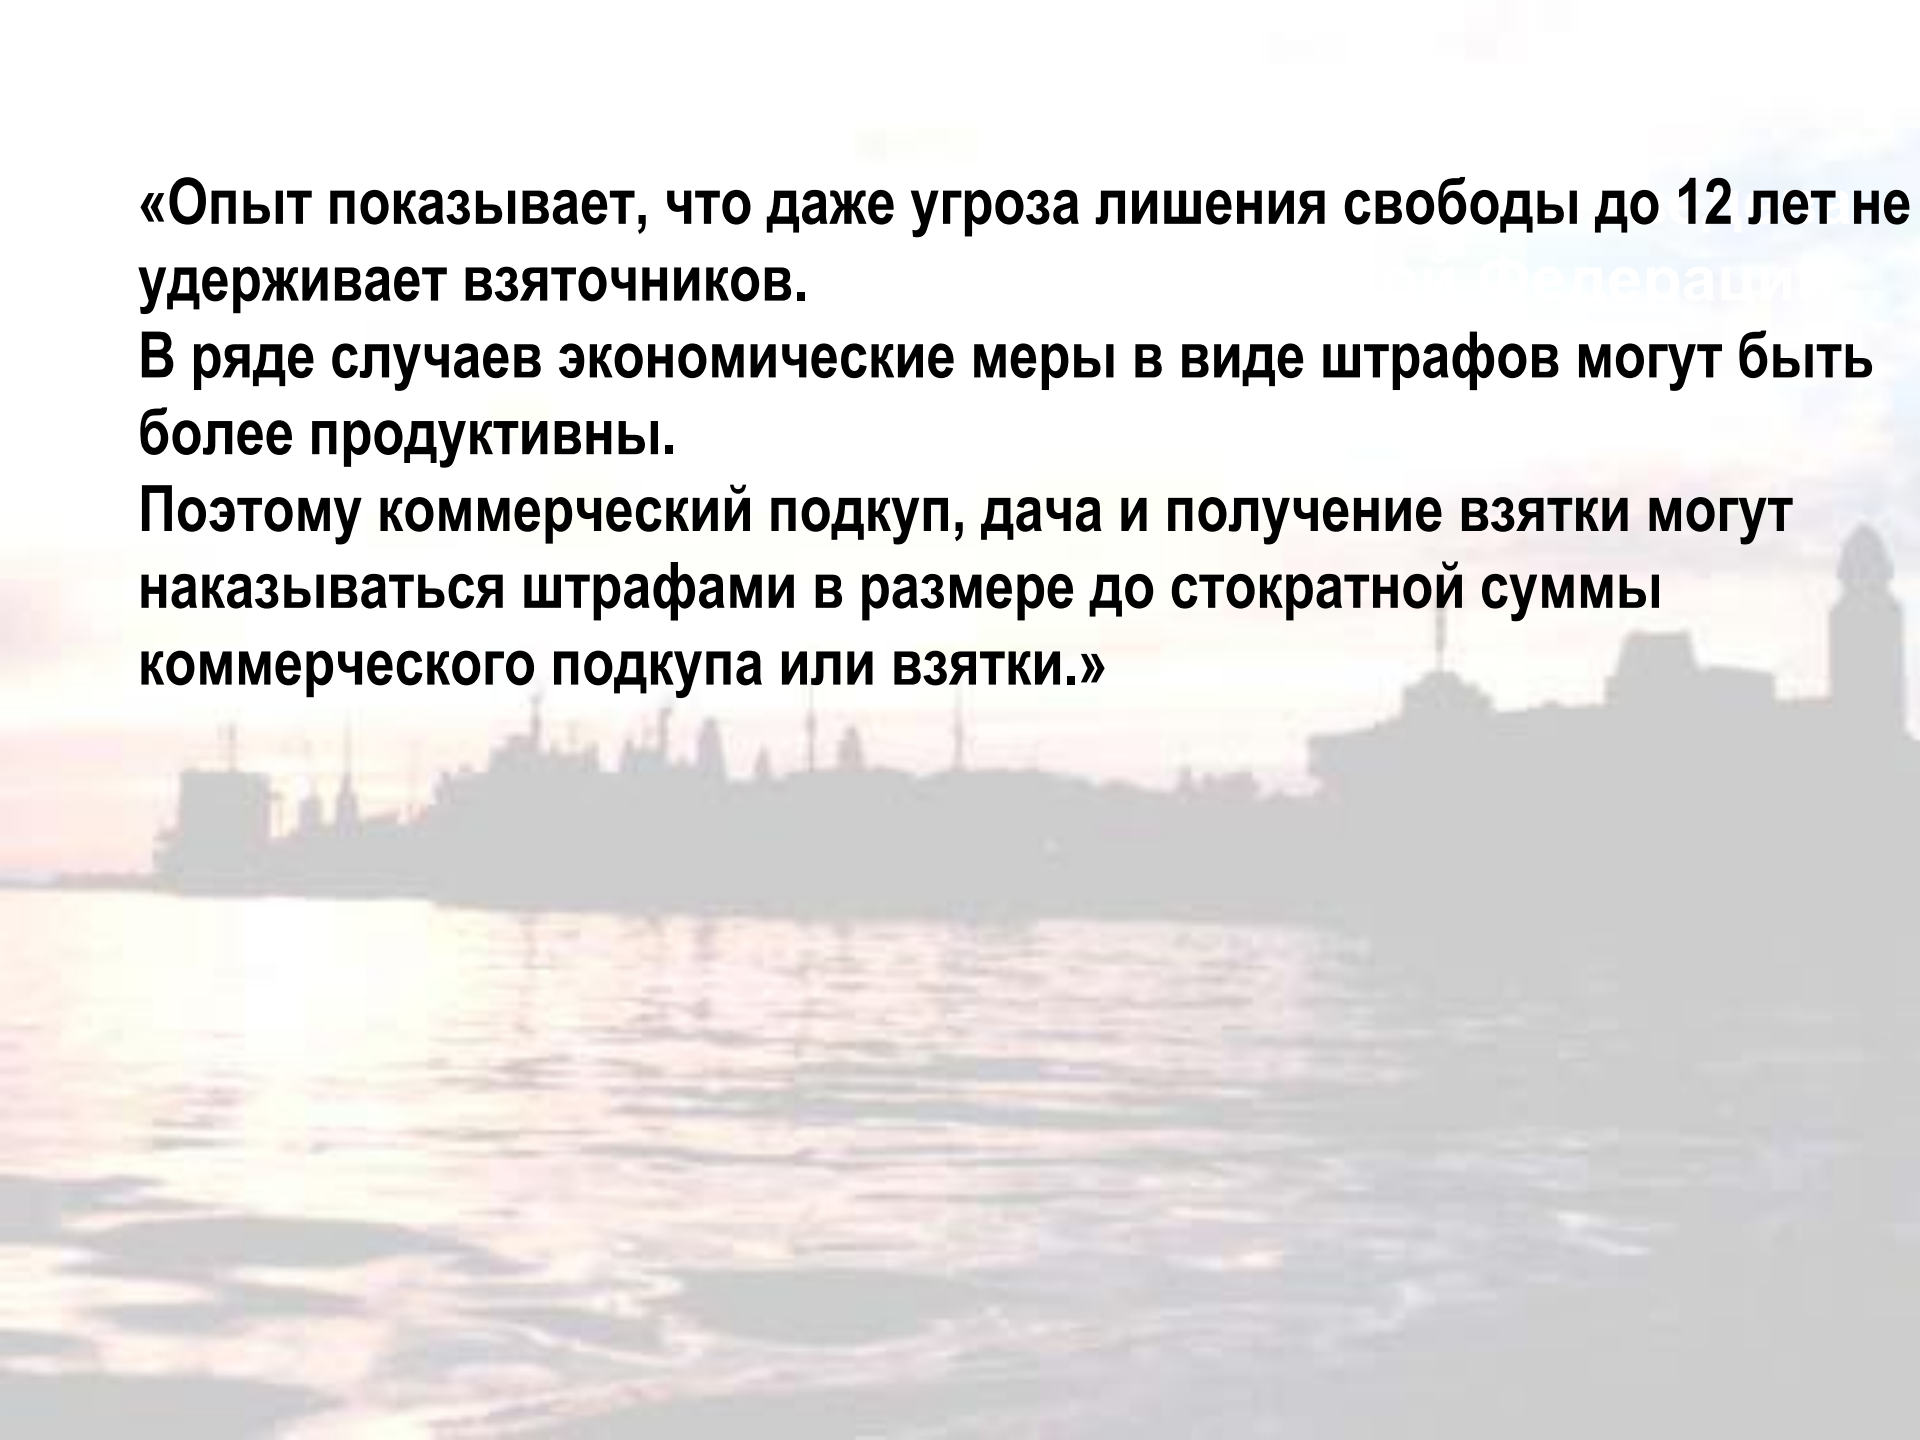 «Опыт показывает, что даже угроза лишения свободы до 12 лет не
удерживает взяточников.
й Федерации
В ряде случаев экономические меры в виде штрафов могут быть
более продуктивны.
Поэтому коммерческий подкуп, дача и получение взятки могут
наказываться штрафами в размере до стократной суммы
коммерческого подкупа или взятки.»